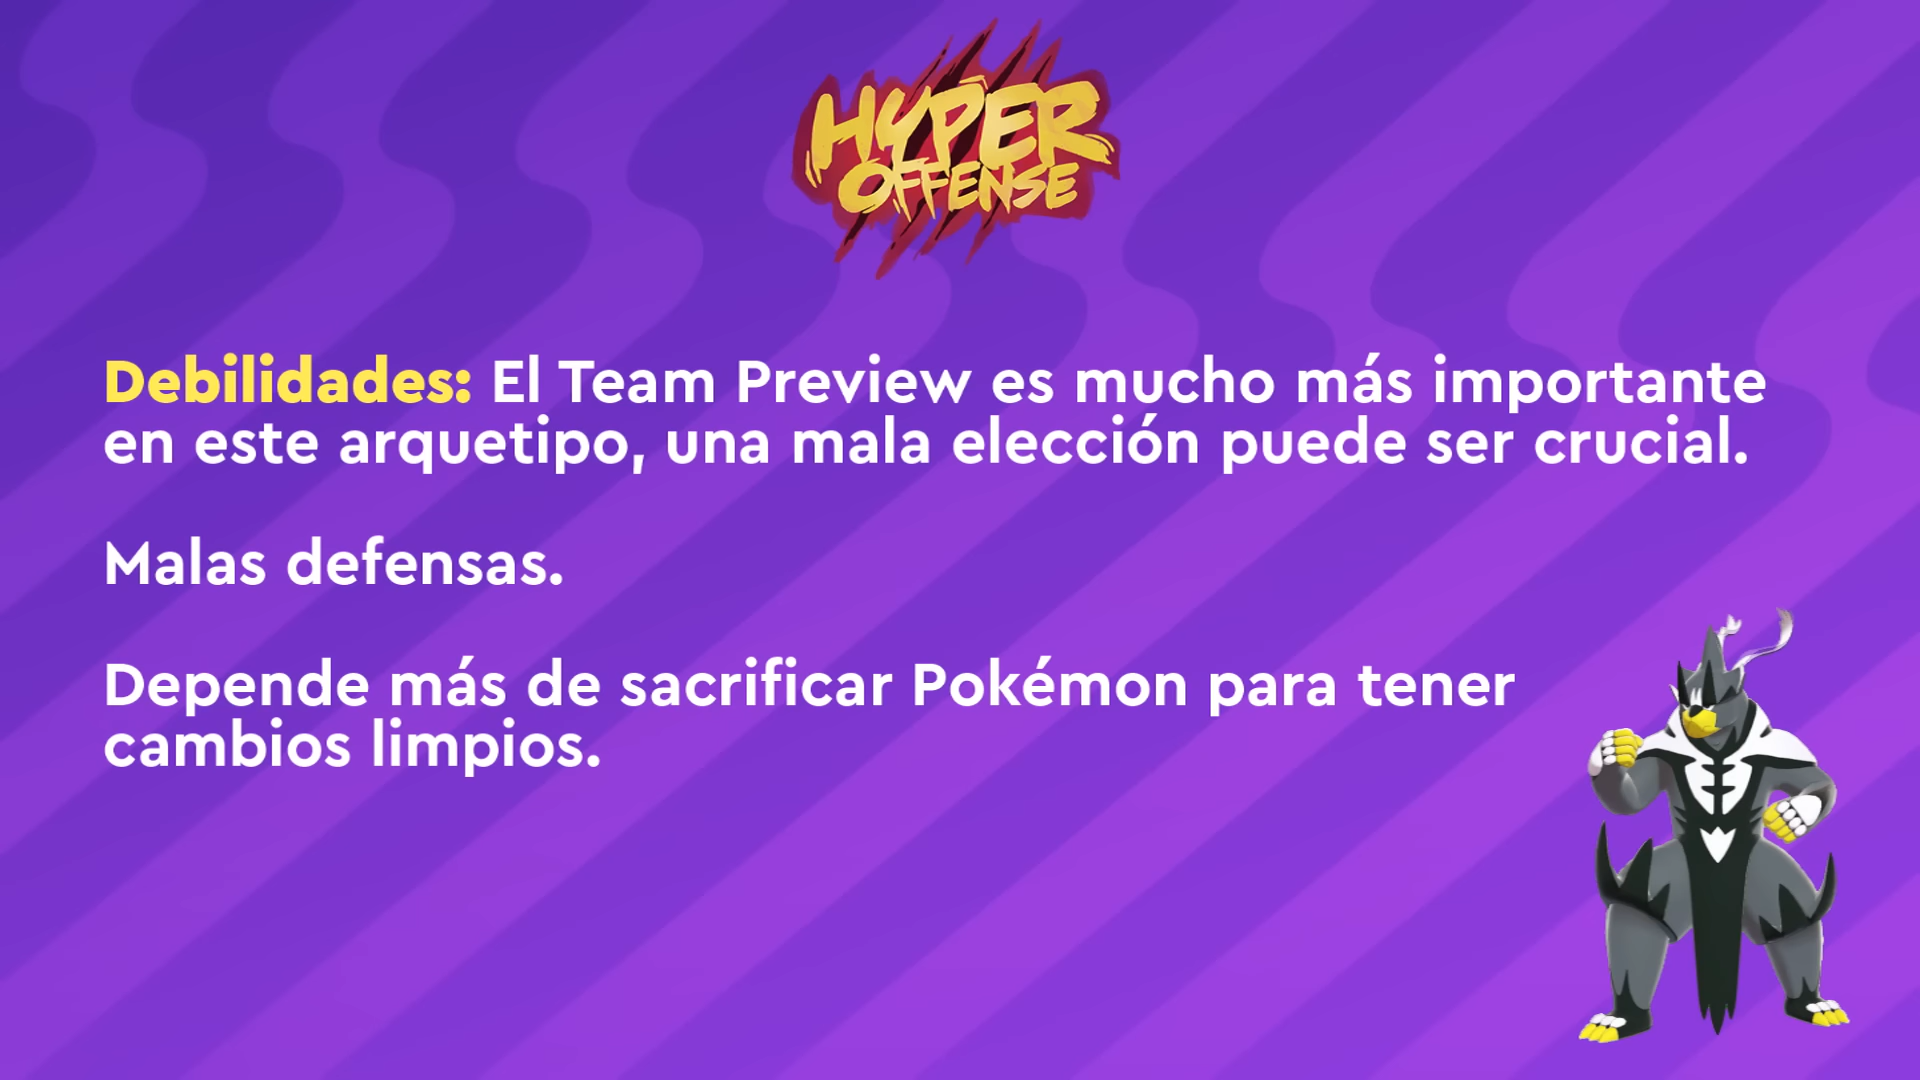 HYPER
OFFENSE
Debilidades: El Team Preview es mucho más importante
en este arquetipo, una mala elección puede ser crucial.
Malas defensas.
Depende más de sacrificar Pokémon para tener
cambios limpios.